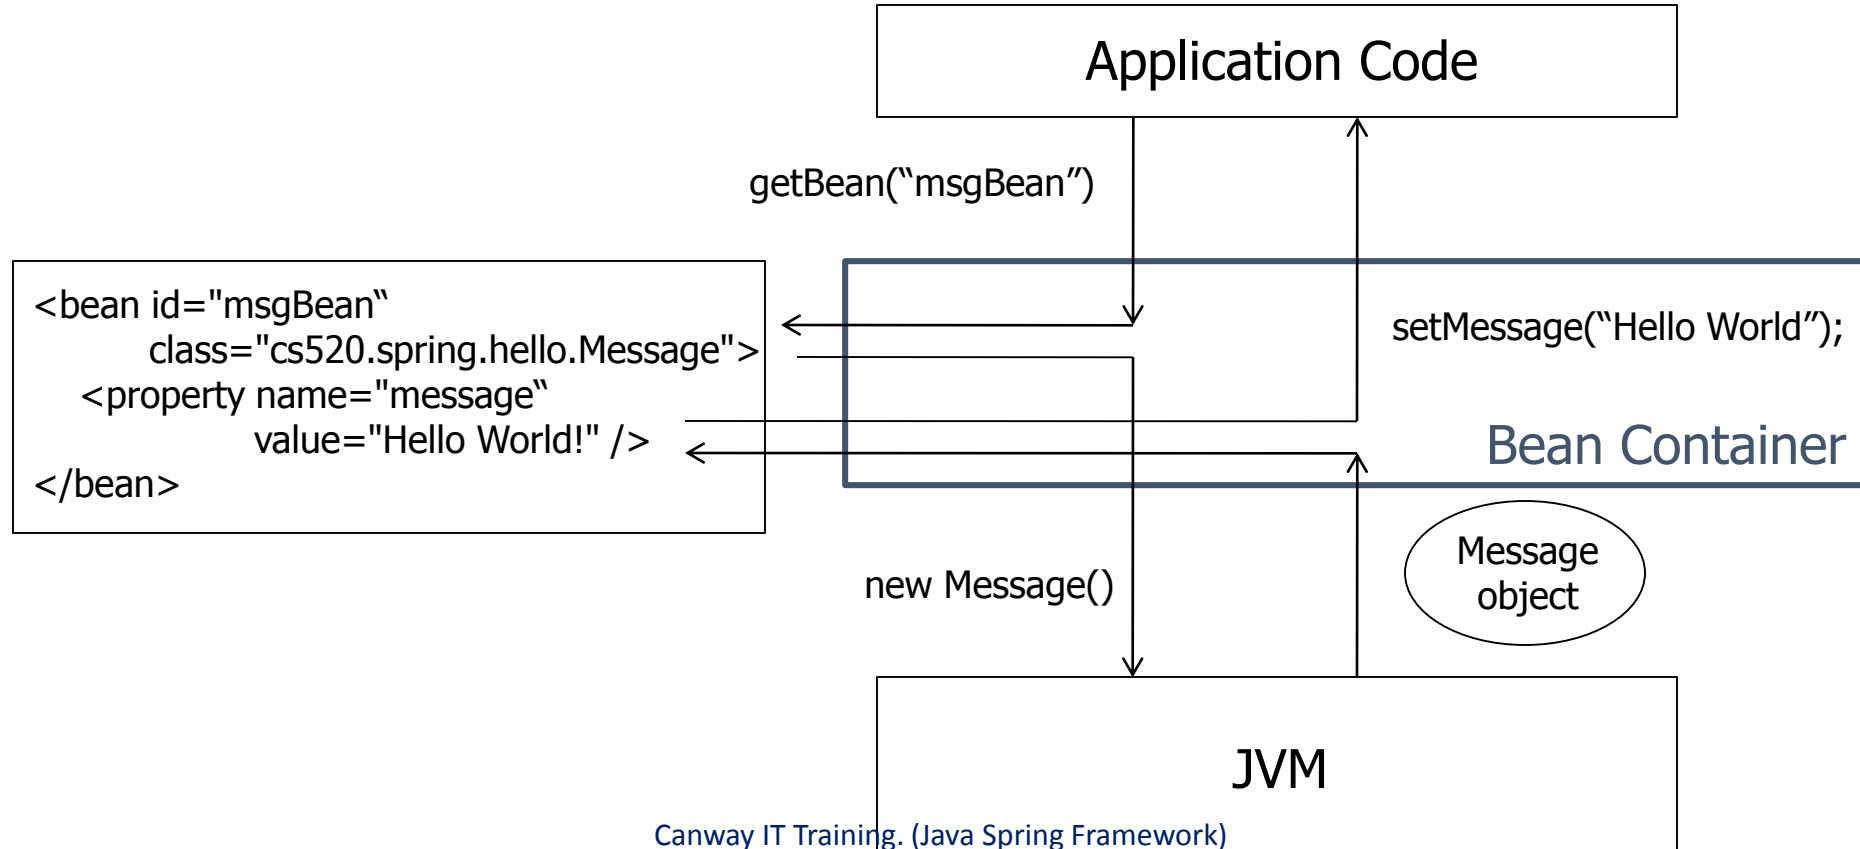 Application Code
getBean(“msgBean”)
<bean id="msgBean“
class="cs520.spring.hello.Message">
<property name="message“
value="Hello World!" />
</bean>
setMessage(“Hello World”);
Bean Container
new Message()
Message
object
JVM
Canway IT Training. (Java Spring Framework)